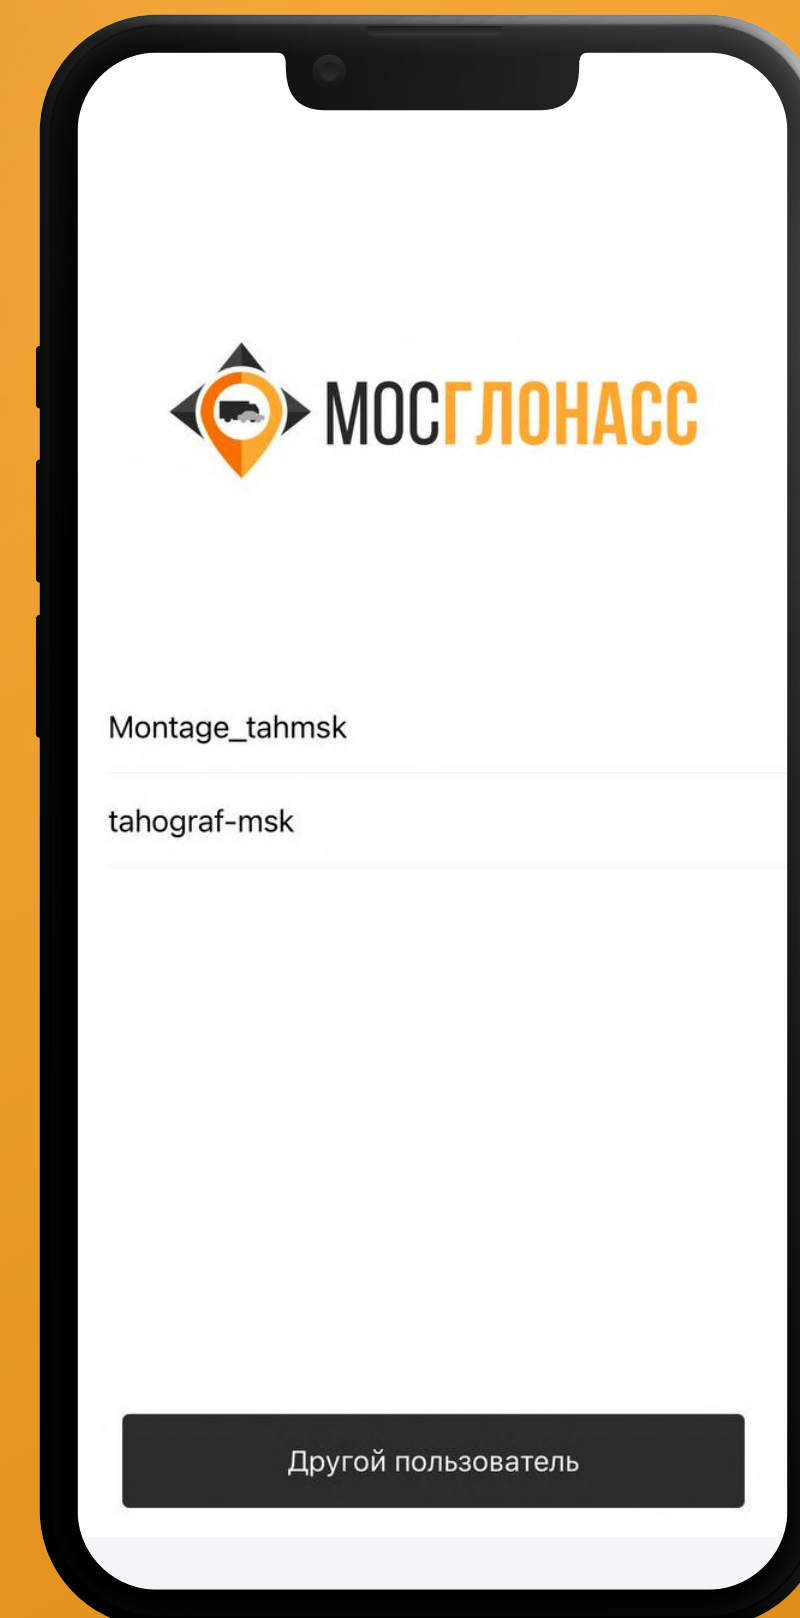 МОСГЛОНАСС
Montage_tahmsk
tahograf-msk
Другой пользователь